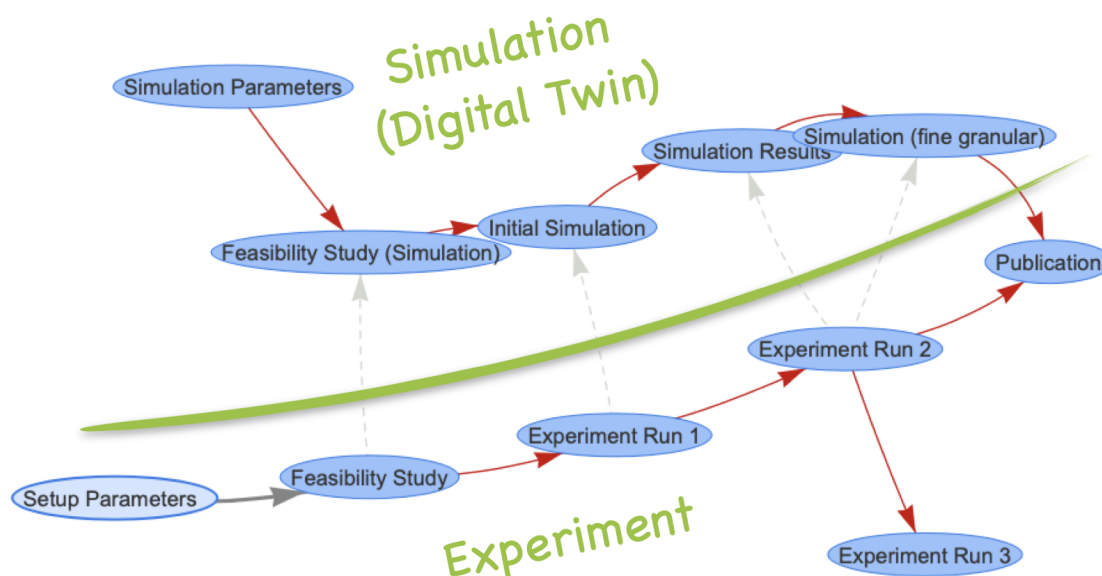 Simulation
(Digital Twin)
Simulation Parameters
Simulation (fine granular)
Simulation Results
Initial Simulation
Feasibility Study (Simulation)
Publication
Experiment Run 2
Experiment Run 1
Feasibility Study
Setup Parameters
Experiment
Experiment Run 3